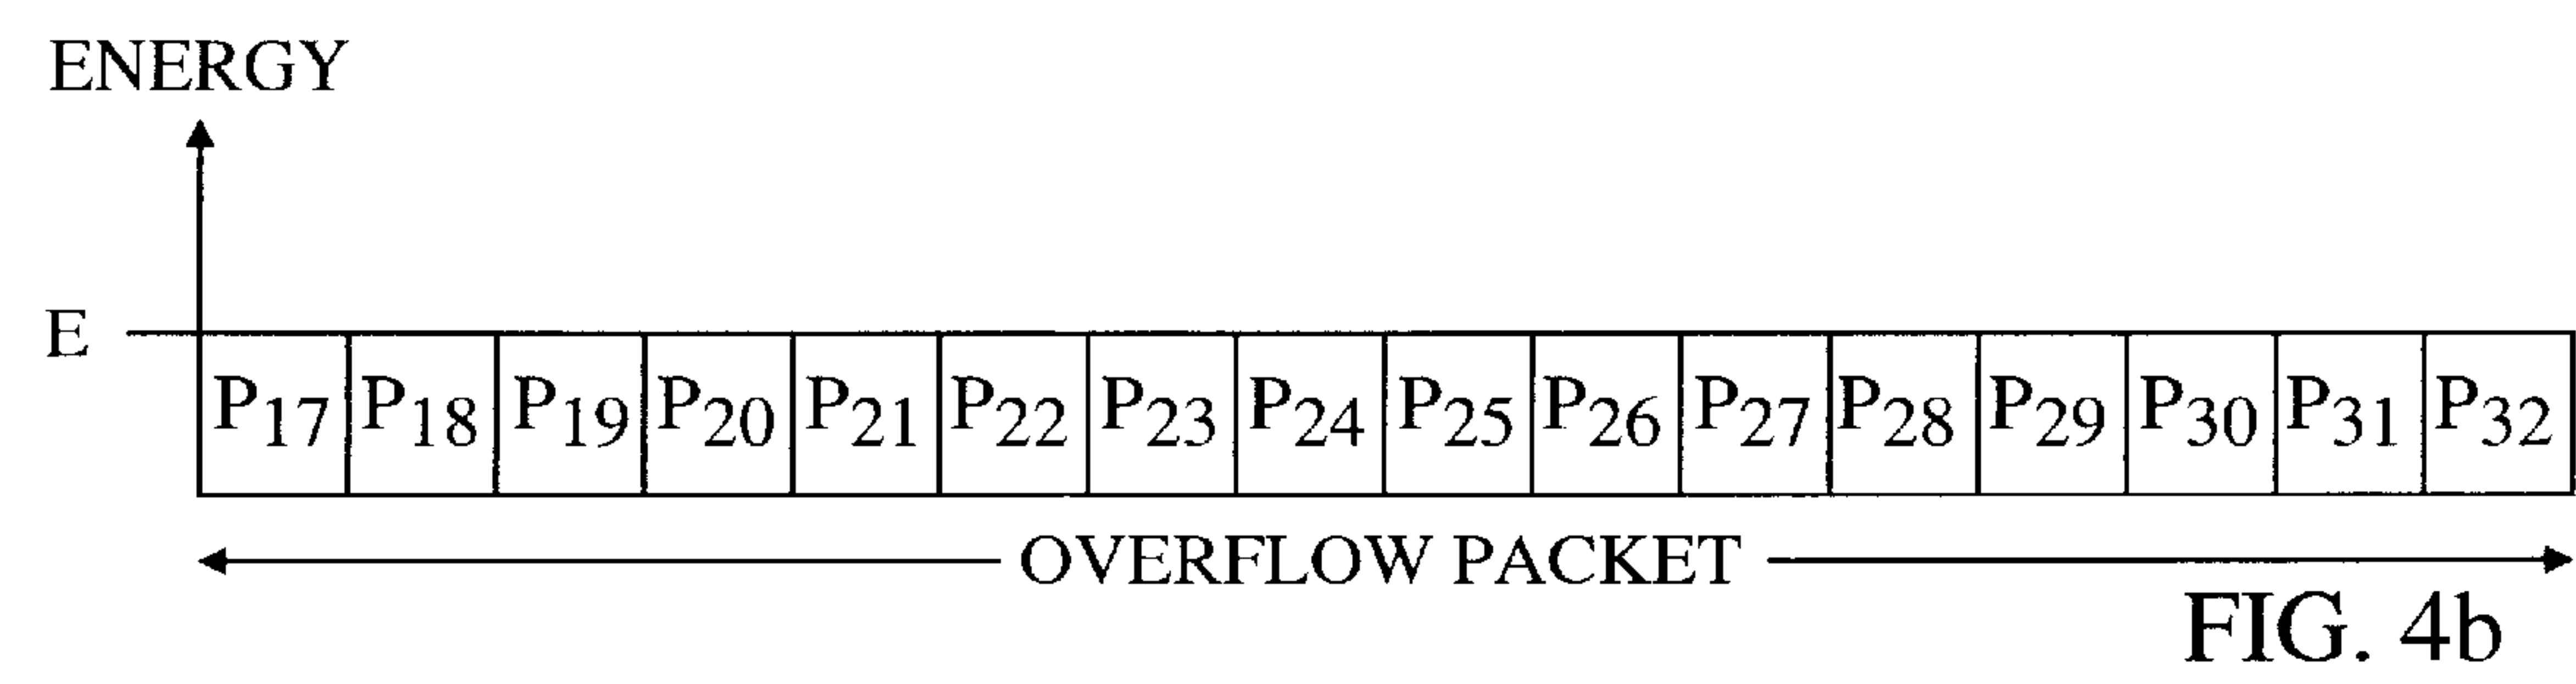 ENERGY
E
P17 P18 P19 P20 P21 P22 P23 P24 P25 P26 P27 P28 P29 P30 P31 P32
OVERFLOW PACKET
FIG. 4b